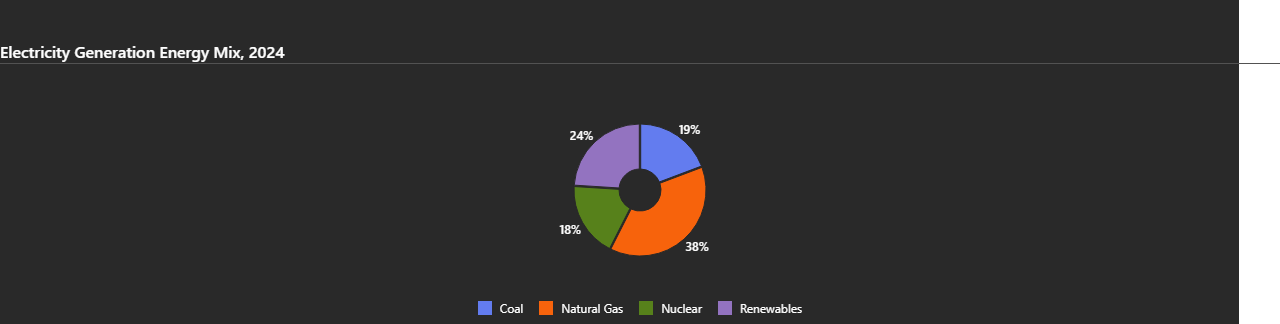 Electricity Generation Energy Mix, 2024
24%
19%
18%
38%
Coal Natural Gas Nuclear Renewables